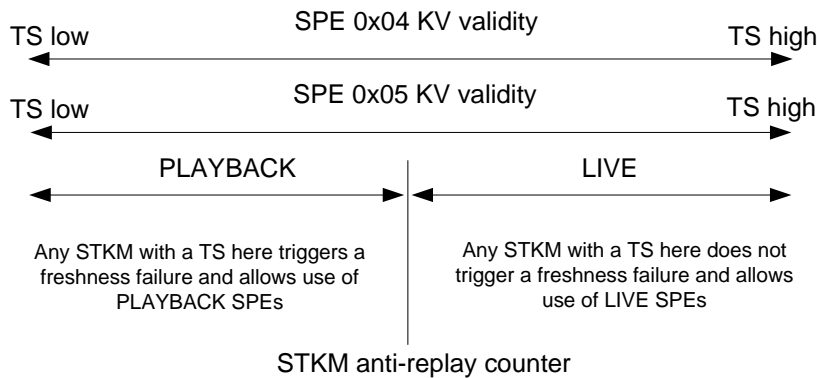 SPE 0x04 KV validity
TS low
TS high
SPE 0x05 KV validity
TS low
TS high
PLAYBACK
LIVE
Any STKM with a TS here triggers a
freshness failure and allows use of
PLAYBACK SPEs
Any STKM with a TS here does not
trigger a freshness failure and allows
use of LIVE SPEs
STKM anti-replay counter